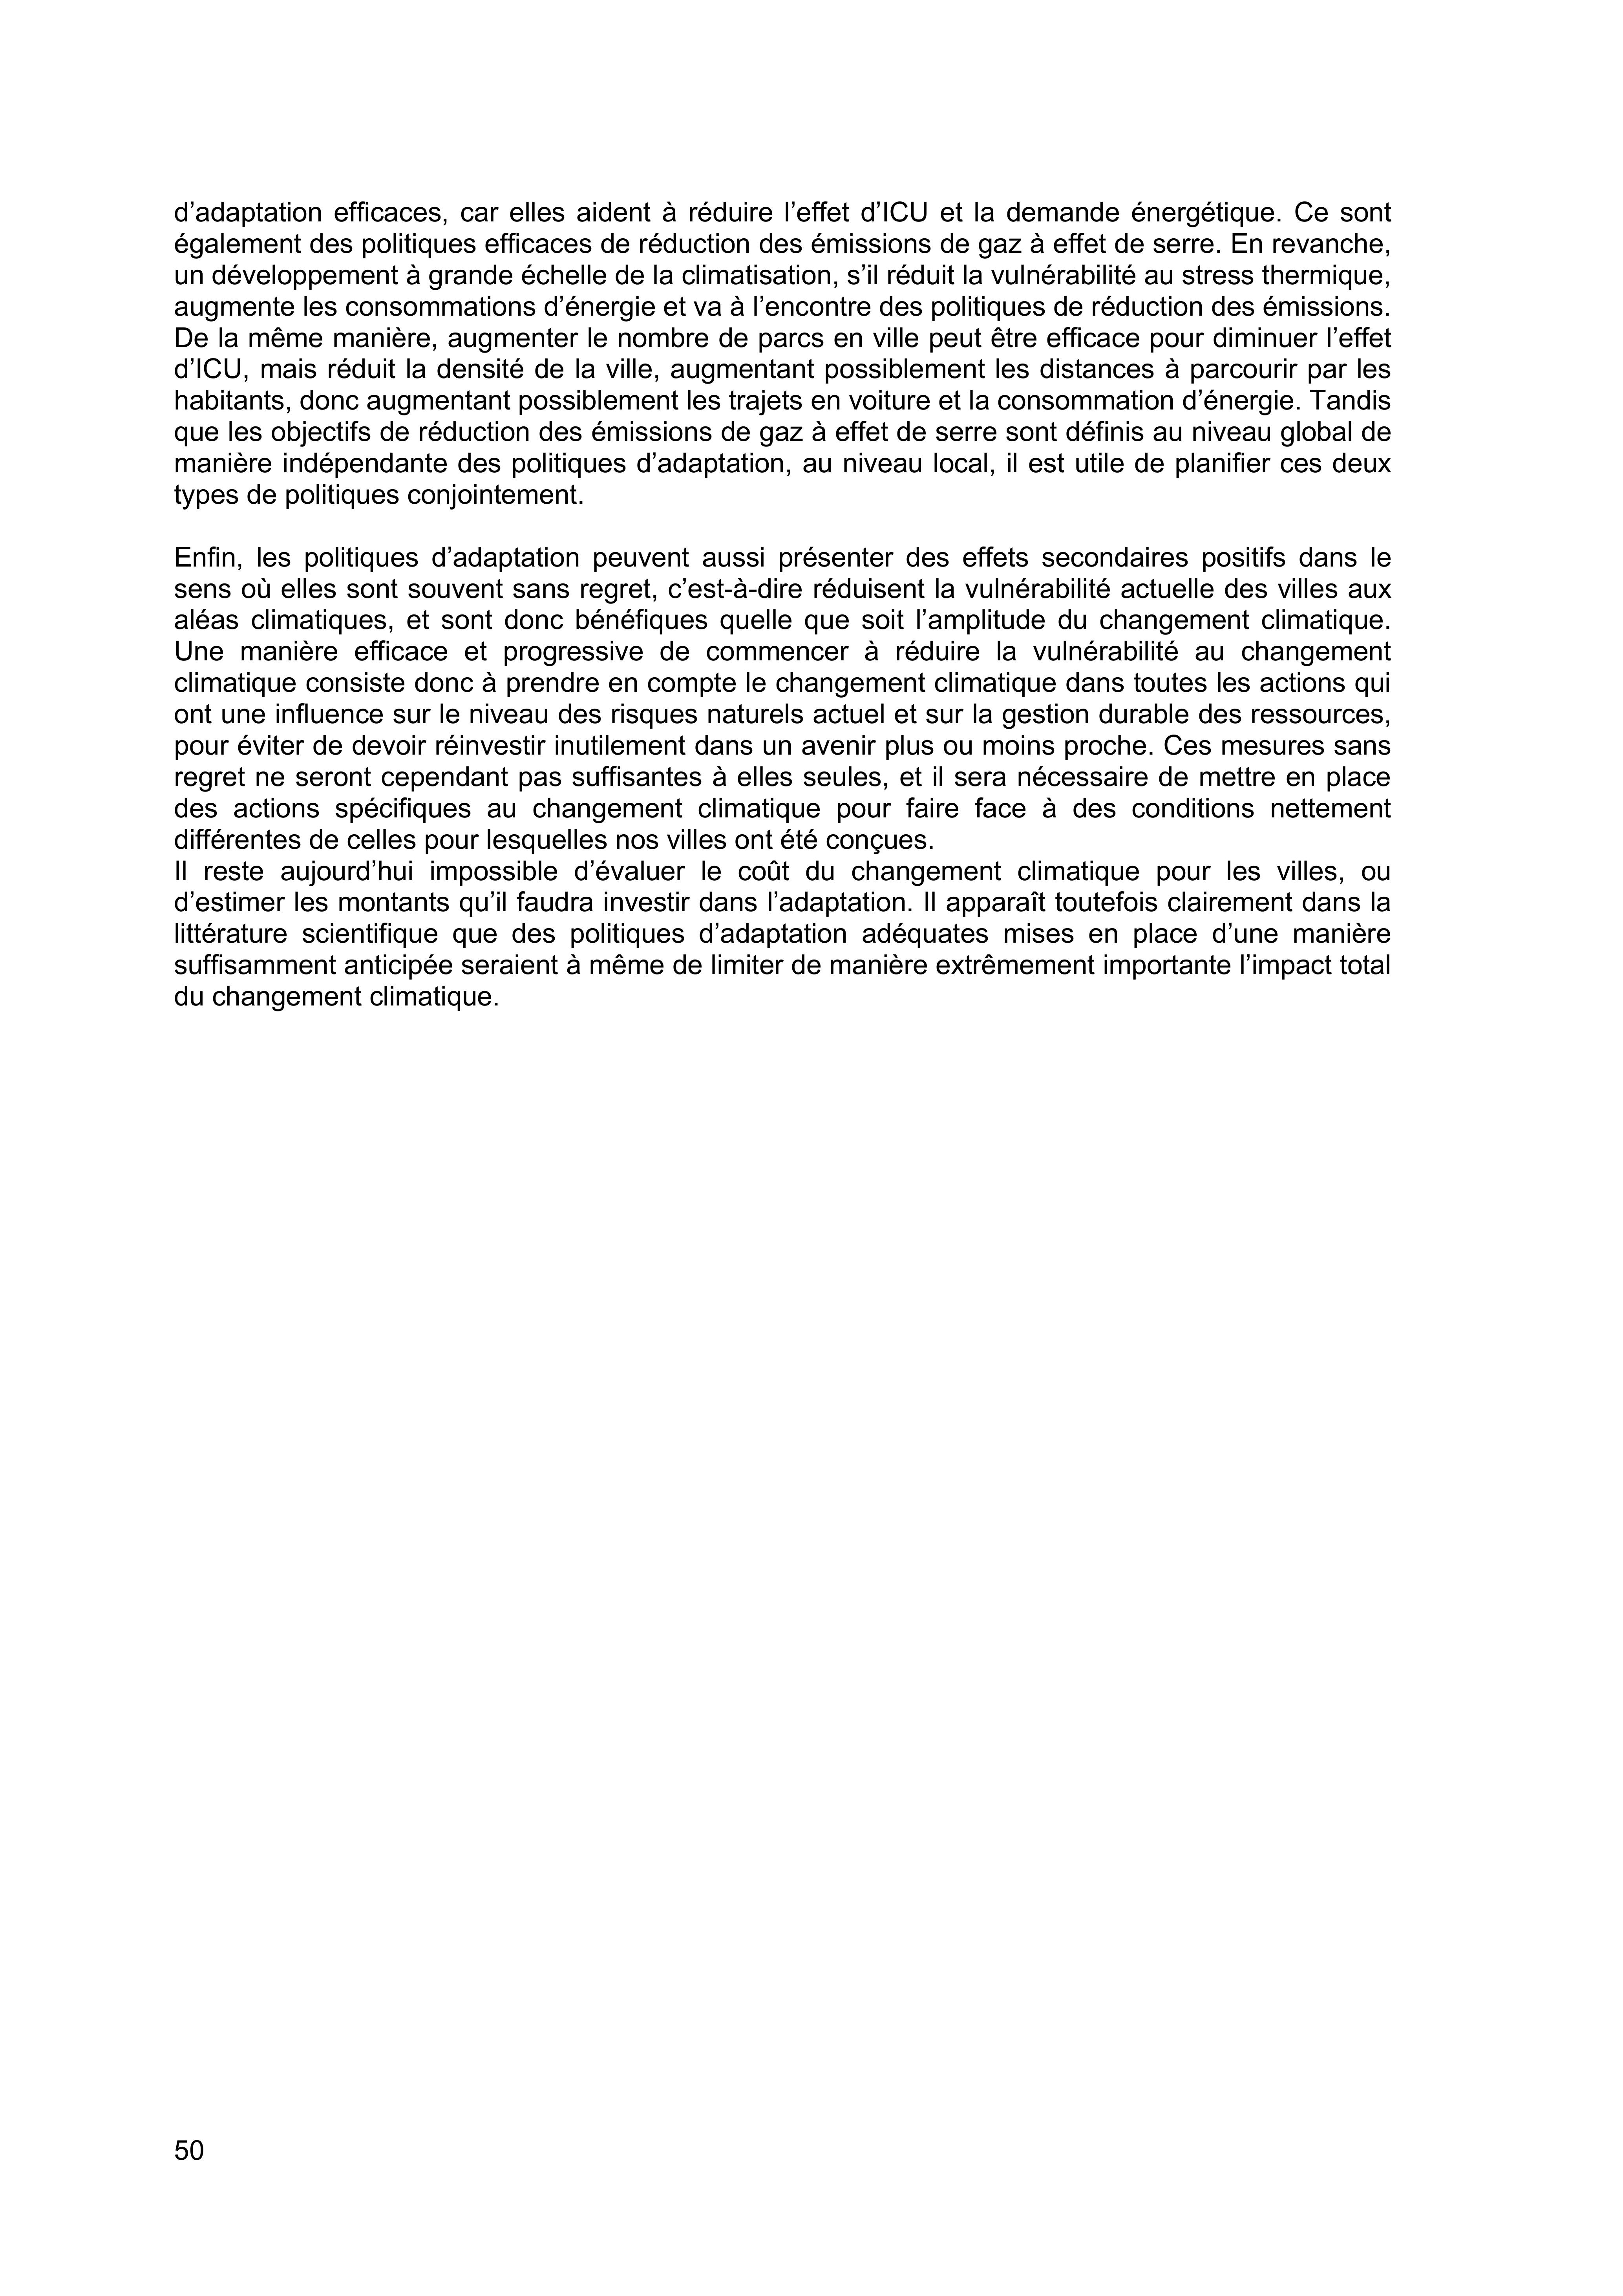 d’adaptation efficaces, car elles aident à réduire l’effet d’ICU et la demande énergétique. Ce sont
également des politiques efficaces de réduction des émissions de gaz à effet de serre. En revanche,
un développement à grande échelle de la climatisation, s’il réduit la vulnérabilité au stress thermique,
augmente les consommations d’énergie et va à l’encontre des politiques de réduction des émissions.
De la même manière, augmenter le nombre de parcs en ville peut être efficace pour diminuer l’effet
d’ICU, mais réduit la densité de la ville, augmentant possiblement les distances à parcourir par les
habitants, donc augmentant possiblement les trajets en voiture et la consommation d’énergie. Tandis
que les objectifs de réduction des émissions de gaz à effet de serre sont définis au niveau global de
manière indépendante des politiques d’adaptation, au niveau local, il est utile de planifier ces deux
types de politiques conjointement.
Enfin, les politiques d’adaptation peuvent aussi présenter des effets secondaires positifs dans le
sens où elles sont souvent sans regret, c’est-à-dire réduisent la vulnérabilité actuelle des villes aux
aléas climatiques, et sont donc bénéfiques quelle que soit l’amplitude du changement climatique.
Une manière efficace et progressive de commencer à réduire la vulnérabilité au changement
climatique consiste donc à prendre en compte le changement climatique dans toutes les actions qui
ont une influence sur le niveau des risques naturels actuel et sur la gestion durable des ressources,
pour éviter de devoir réinvestir inutilement dans un avenir plus ou moins proche. Ces mesures sans
regret ne seront cependant pas suffisantes à elles seules, et il sera nécessaire de mettre en place
des actions spécifiques au changement climatique pour faire face à des conditions nettement
différentes de celles pour lesquelles nos villes ont été conçues.
Il reste aujourd’hui impossible d’évaluer le coût du changement climatique pour les villes, ou
d’estimer les montants qu’il faudra investir dans l’adaptation. Il apparaît toutefois clairement dans la
littérature scientifique que des politiques d’adaptation adéquates mises en place d’une manière
suffisamment anticipée seraient à même de limiter de manière extrêmement importante l’impact total
du changement climatique.
50